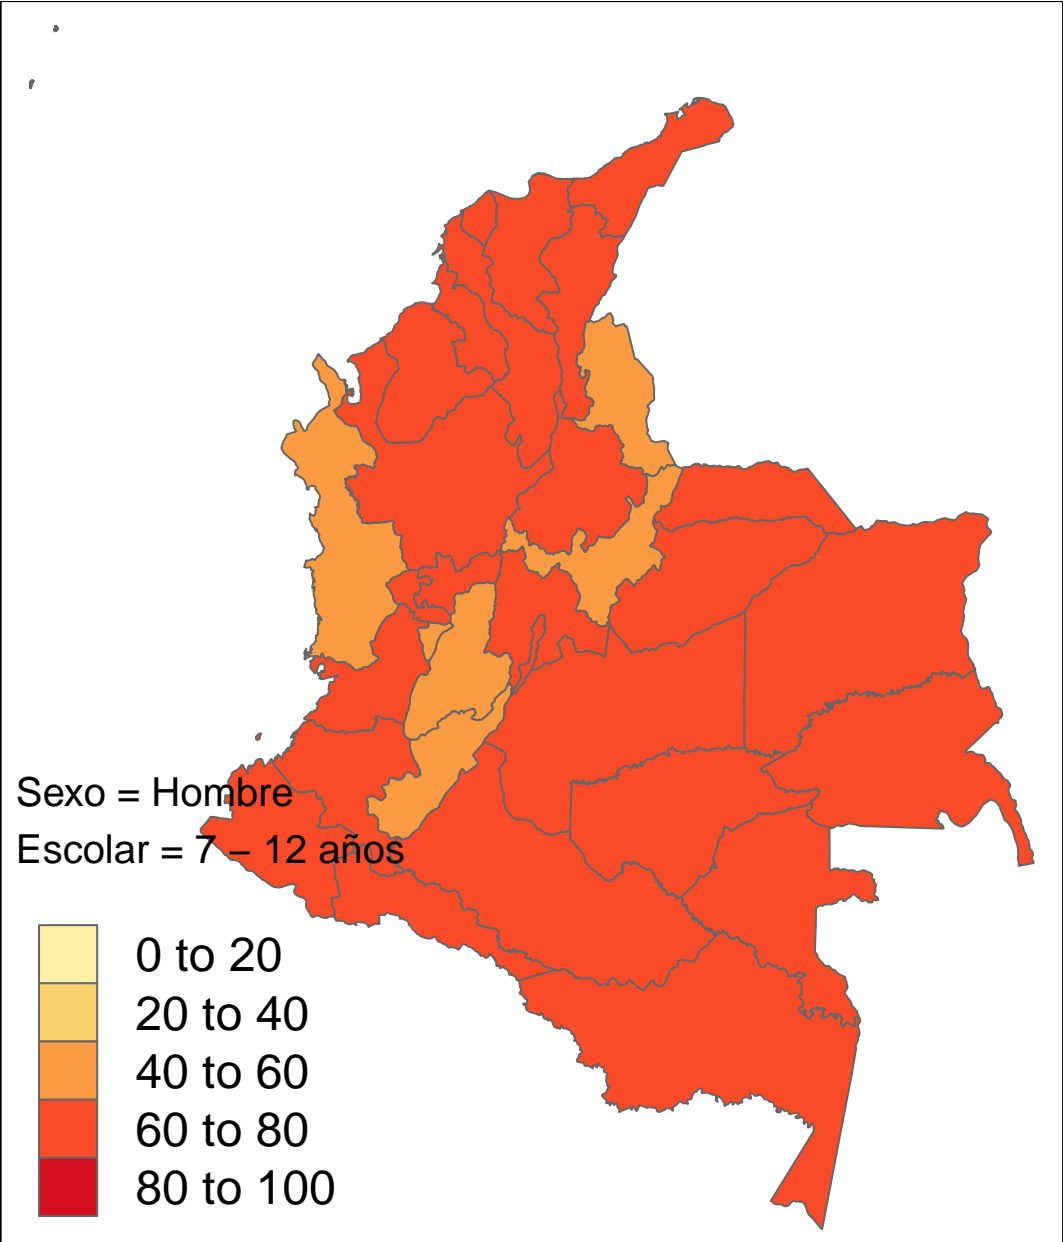 Sexo = Hombre
Escolar = 7 – 12 años
0 to 20
20 to 40
40 to 60
60 to 80
80 to 100